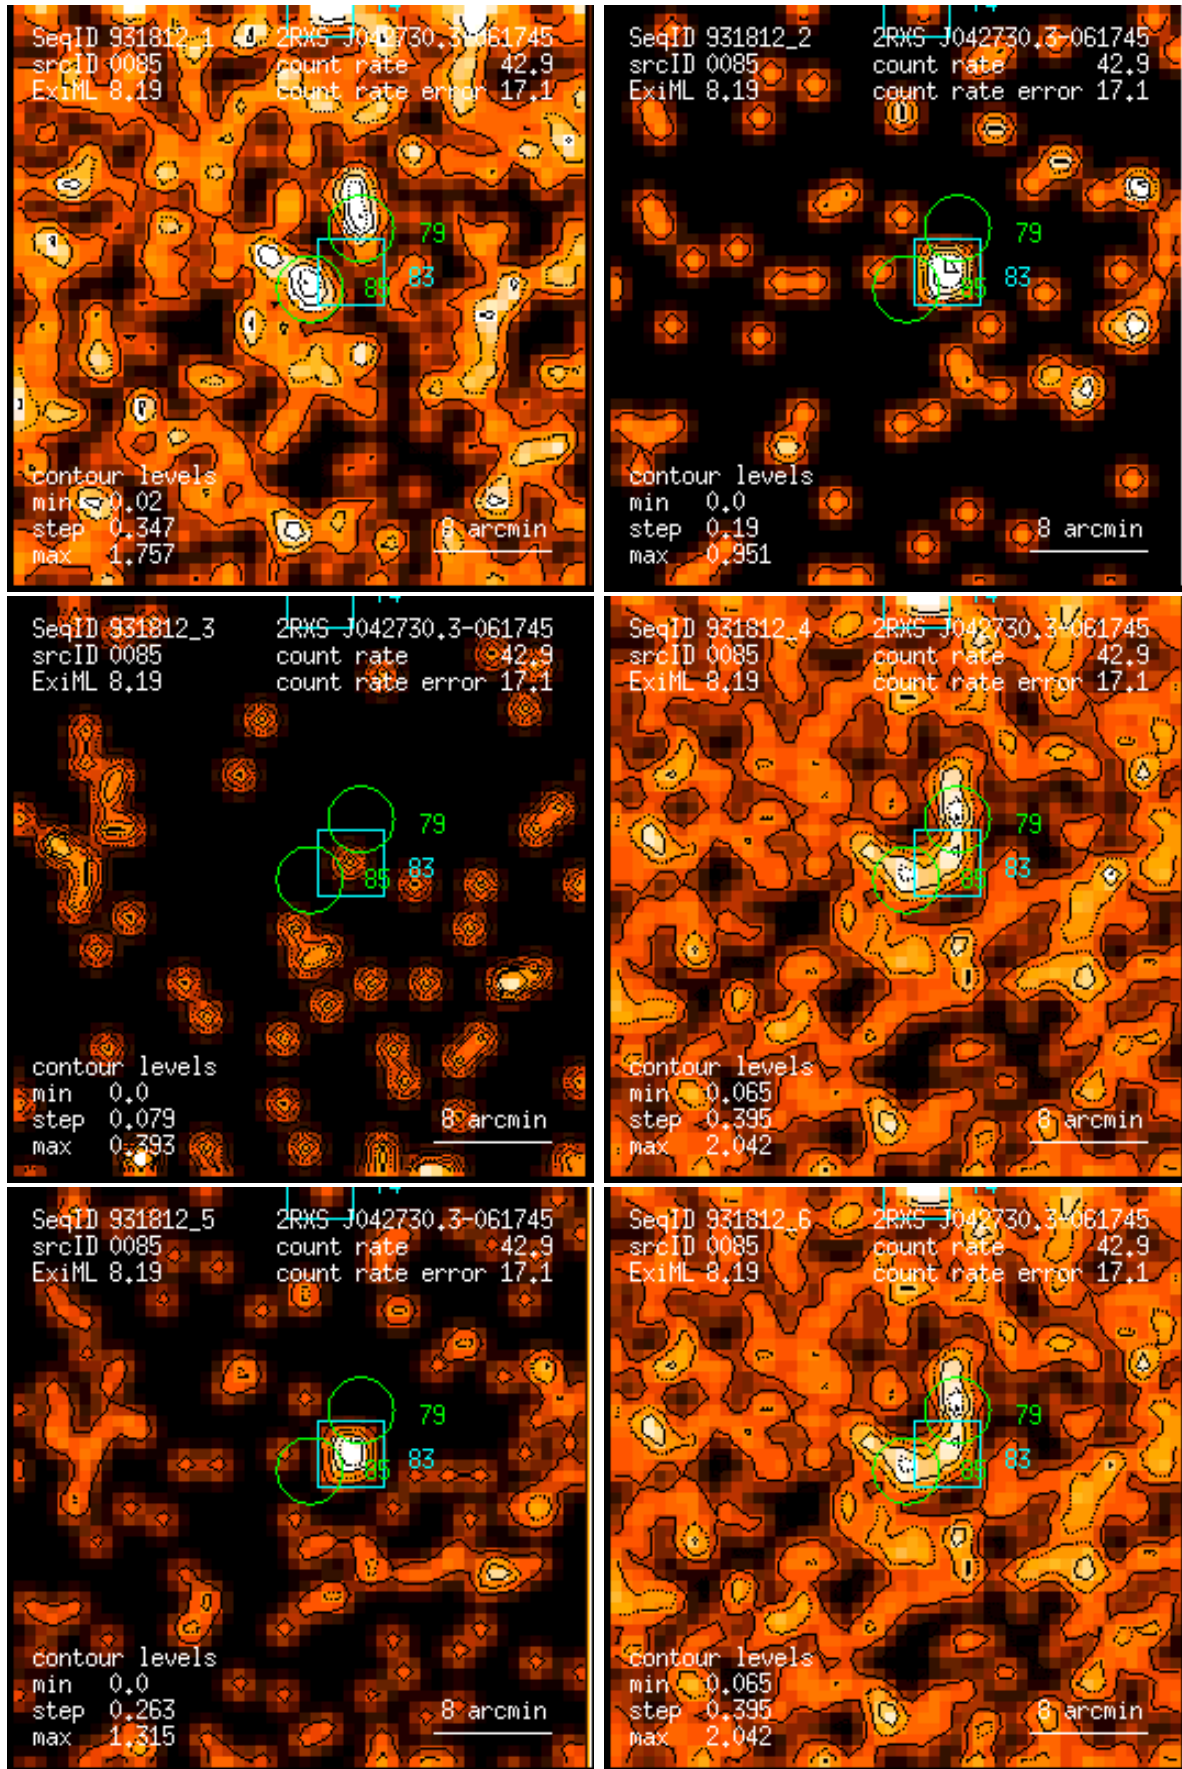 74
SeqID 931812_1 2RXS J042730.3-061745
srcID 0085 count rate 42.9
ExiML 8.19 count rate error 17.1
79
83
85
contour levels
min 0.02
step 0.347
max 1.757
8 arcmin
74
SeqID 931812_2 2RXS J042730.3-061745
srcID 0085 count rate 42.9
ExiML 8.19 count rate error 17.1
79
83
85
contour levels
min 0.0
step 0.19
max 0.951
8 arcmin
74
SeqID 931812_3 2RXS J042730.3-061745
srcID 0085 count rate 42.9
ExiML 8.19 count rate error 17.1
79
83
85
contour levels
min 0.0
step 0.079
max 0.393
8 arcmin
74
SeqID 931812_4 2RXS J042730.3-061745
srcID 0085 count rate 42.9
ExiML 8.19 count rate error 17.1
79
83
85
contour levels
min 0.065
step 0.395
max 2.042
8 arcmin
74
SeqID 931812_5 2RXS J042730.3-061745
srcID 0085 count rate 42.9
ExiML 8.19 count rate error 17.1
79
83
85
contour levels
min 0.0
step 0.263
max 1.315
8 arcmin
74
SeqID 931812_6 2RXS J042730.3-061745
srcID 0085 count rate 42.9
ExiML 8.19 count rate error 17.1
79
83
85
contour levels
min 0.065
step 0.395
max 2.042
8 arcmin